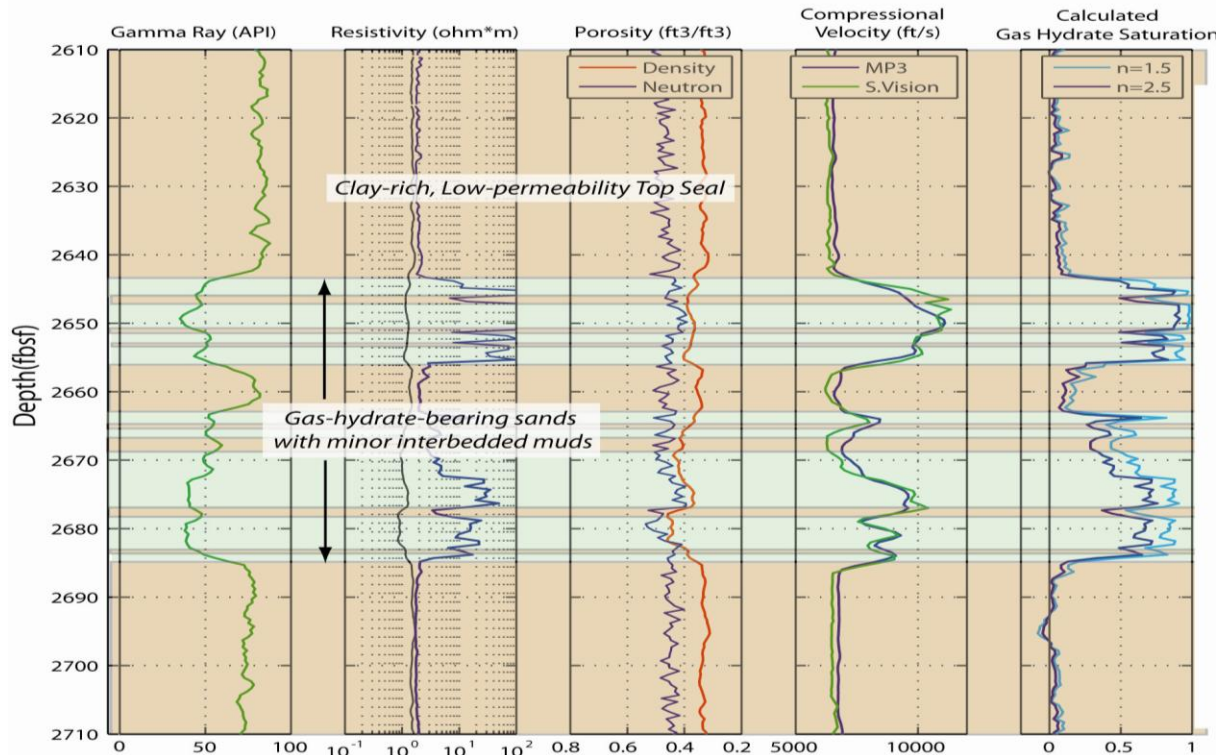 Gamma Ray (API)
Resistivity (ohm*m)
Porosity (ft3/ft3)
Compressional
Velocity (ft/s)
Calculated
Gas Hydrate Saturation
Depth(fbsf)
2610
2620
2630
2640
2650
2660
2670
2680
2690
2700
2710
Density
Neutron
MP3
S.Vision
n=1.5
n=2.5
Clay-rich, Low-permeability Top Seal
Gas-hydrate-bearing sands
with minor interbedded muds
0 50 100
10⁻¹ 10⁰ 10¹ 10²
0.8 0.6 0.4 0.2
5000 10000
0 0.5 1